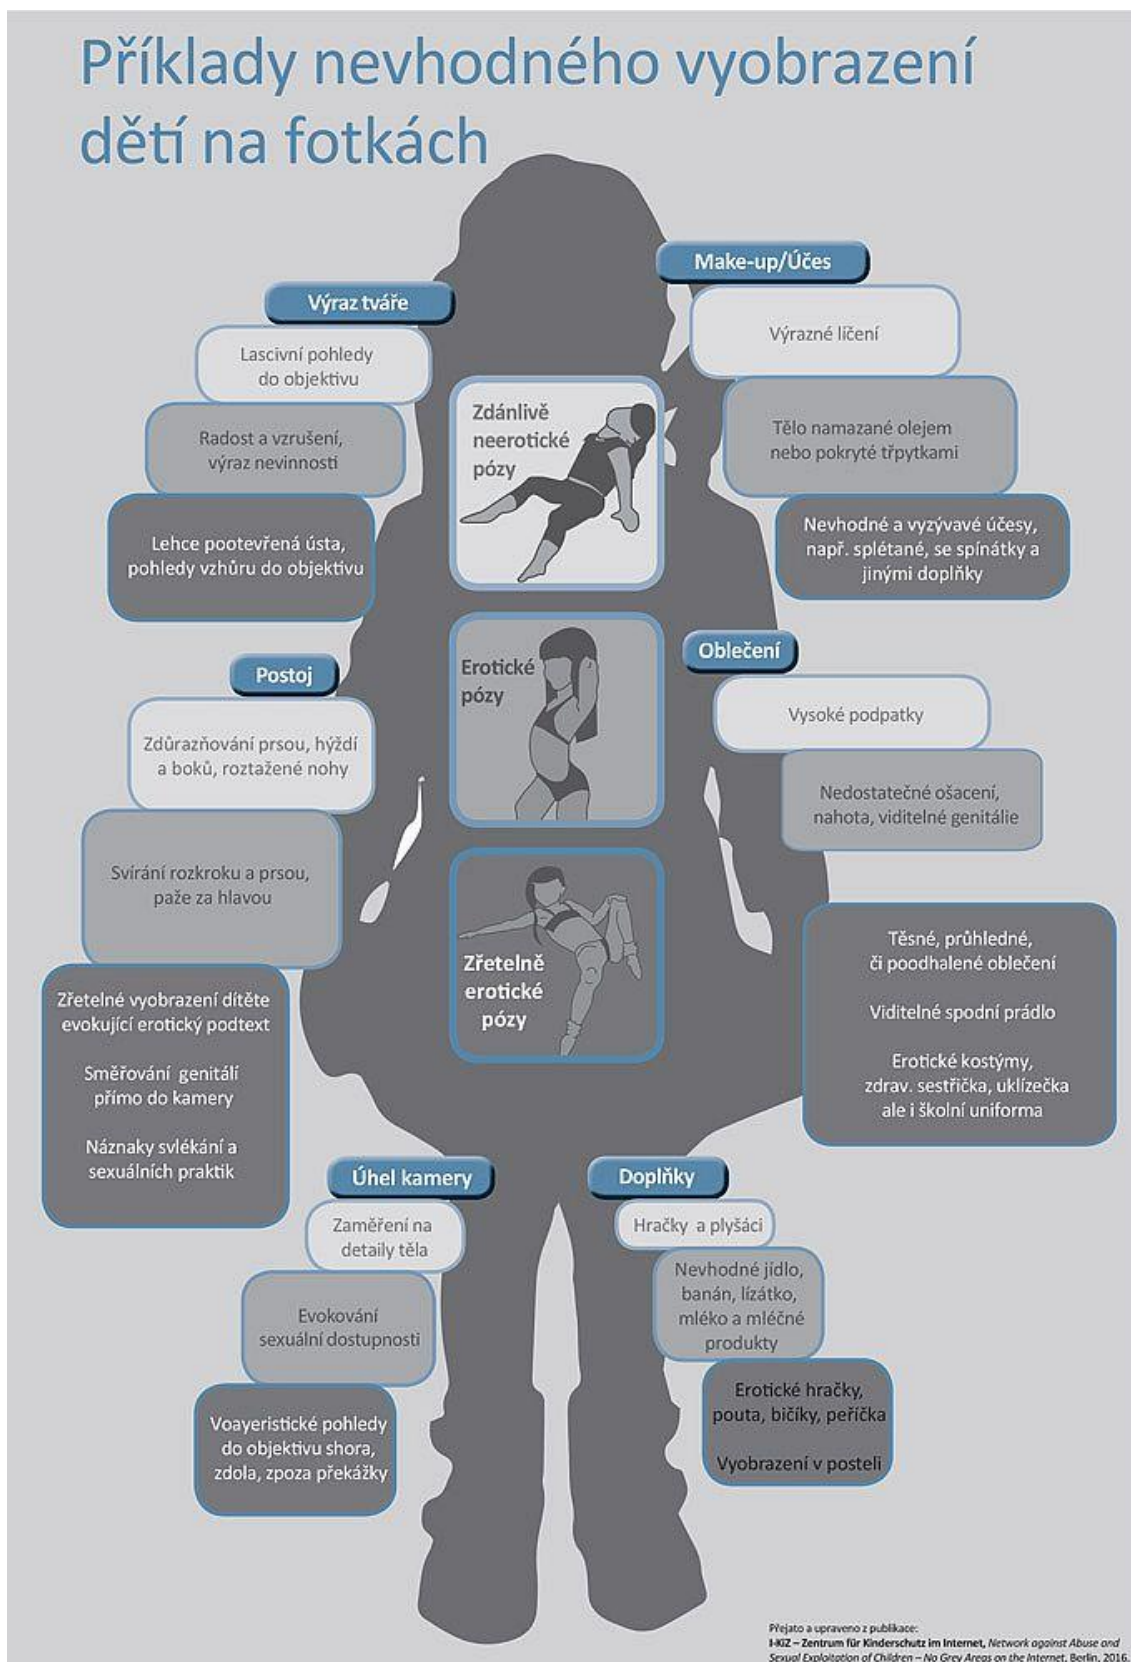 Příklady nevhodného vyobrazení
dětí na fotkách
Výraz tváře
Lascivní pohledy
do objektivu
Radost a vzrušení,
výraz nevinnosti
Lehce pootevřená ústa,
pohledy vzhůru do objektivu
Make-up/Účes
Výrazné líčení
Tělo namazané olejem
nebo pokryté třpytkami
Nevhodné a vyzývavé účesy,
např. splétané, se spínátky a
jinými doplňky
Zdánlivě
neerotické
pózy
Erotické
pózy
Zřetelně
erotické
pózy
Postoj
Zdůrazňování prsou, hýždí
a boků, roztažené nohy
Svírání rozkroku a prsou,
paže za hlavou
Zřetelné vyobrazení dítěte
evokující erotický podtext
Směřování genitálí
přímo do kamery
Náznaky svlékání a
sexuálních praktik
Oblečení
Vysoké podpatky
Nedostatečné ošacení,
nahota, viditelné genitálie
Těsné, průhledné,
či poodhalené oblečení
Viditelné spodní prádlo
Erotické kostýmy,
zdrav. sestřička, uklízečka
ale i školní uniforma
Úhel kamery
Zaměření na
detaily těla
Evokování
sexuální dostupnosti
Voayeristické pohledy
do objektivu shora,
zdola, zpoza překážky
Doplňky
Hračky a plyšáci
Nevhodné jídlo,
banán, lízátko,
mléko a mléčné
produkty
Erotické hračky,
pouta, bičíky, peříčka
Vyobrazení v posteli
Přejato a upraveno z publikace:
I-KiZ – Zentrum für Kinderschutz im Internet, Network against Abuse and
Sexual Exploitation of Children – No Grey Areas on the Internet, Berlin, 2016.